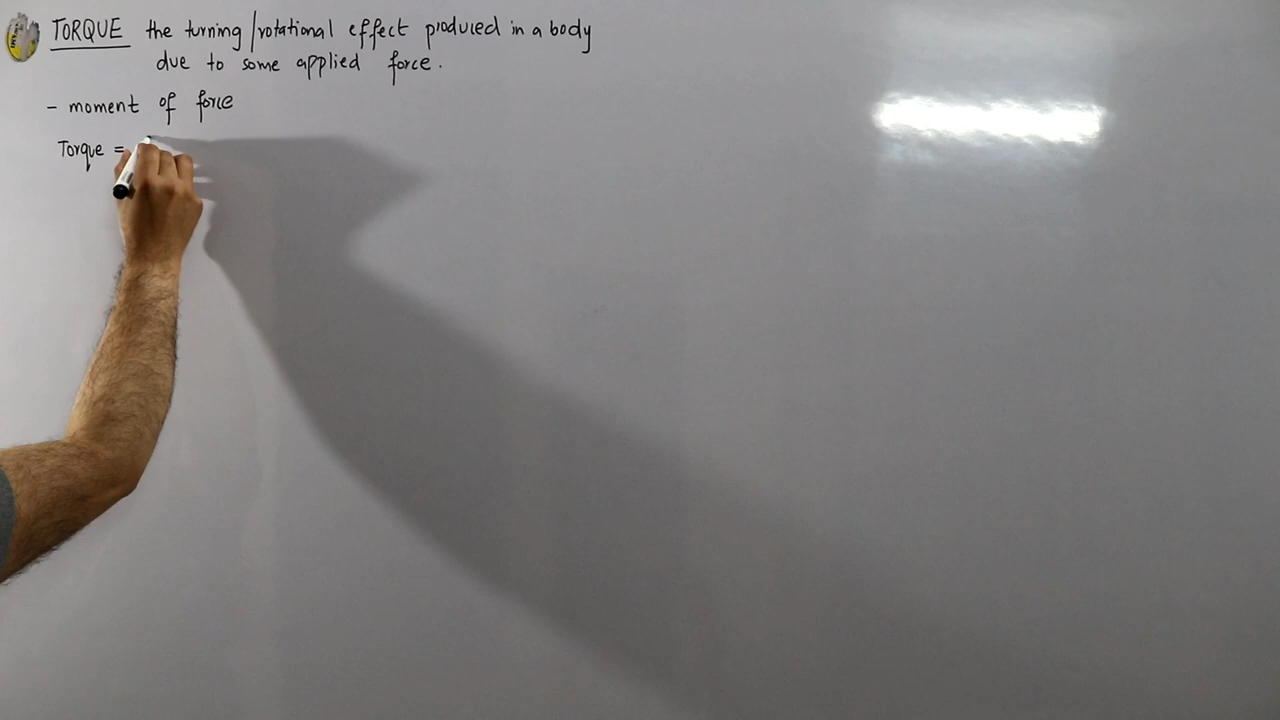 TORQUE the turning/rotational effect produced in a body
due to some applied force.
- moment of force
Torque =